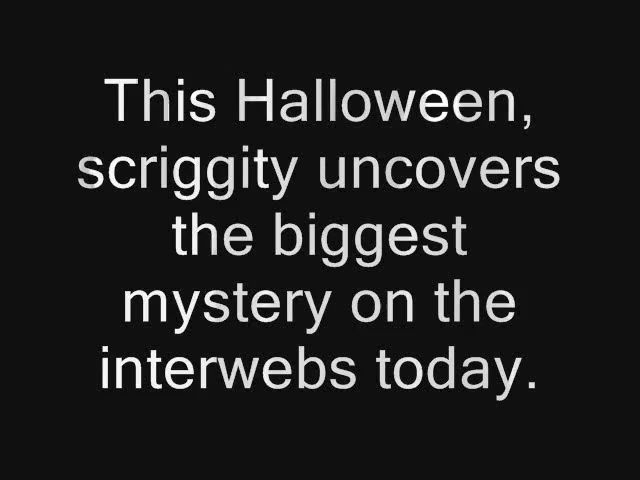 This Halloween,
scriggity uncovers
the biggest
mystery on the
interwebs today.